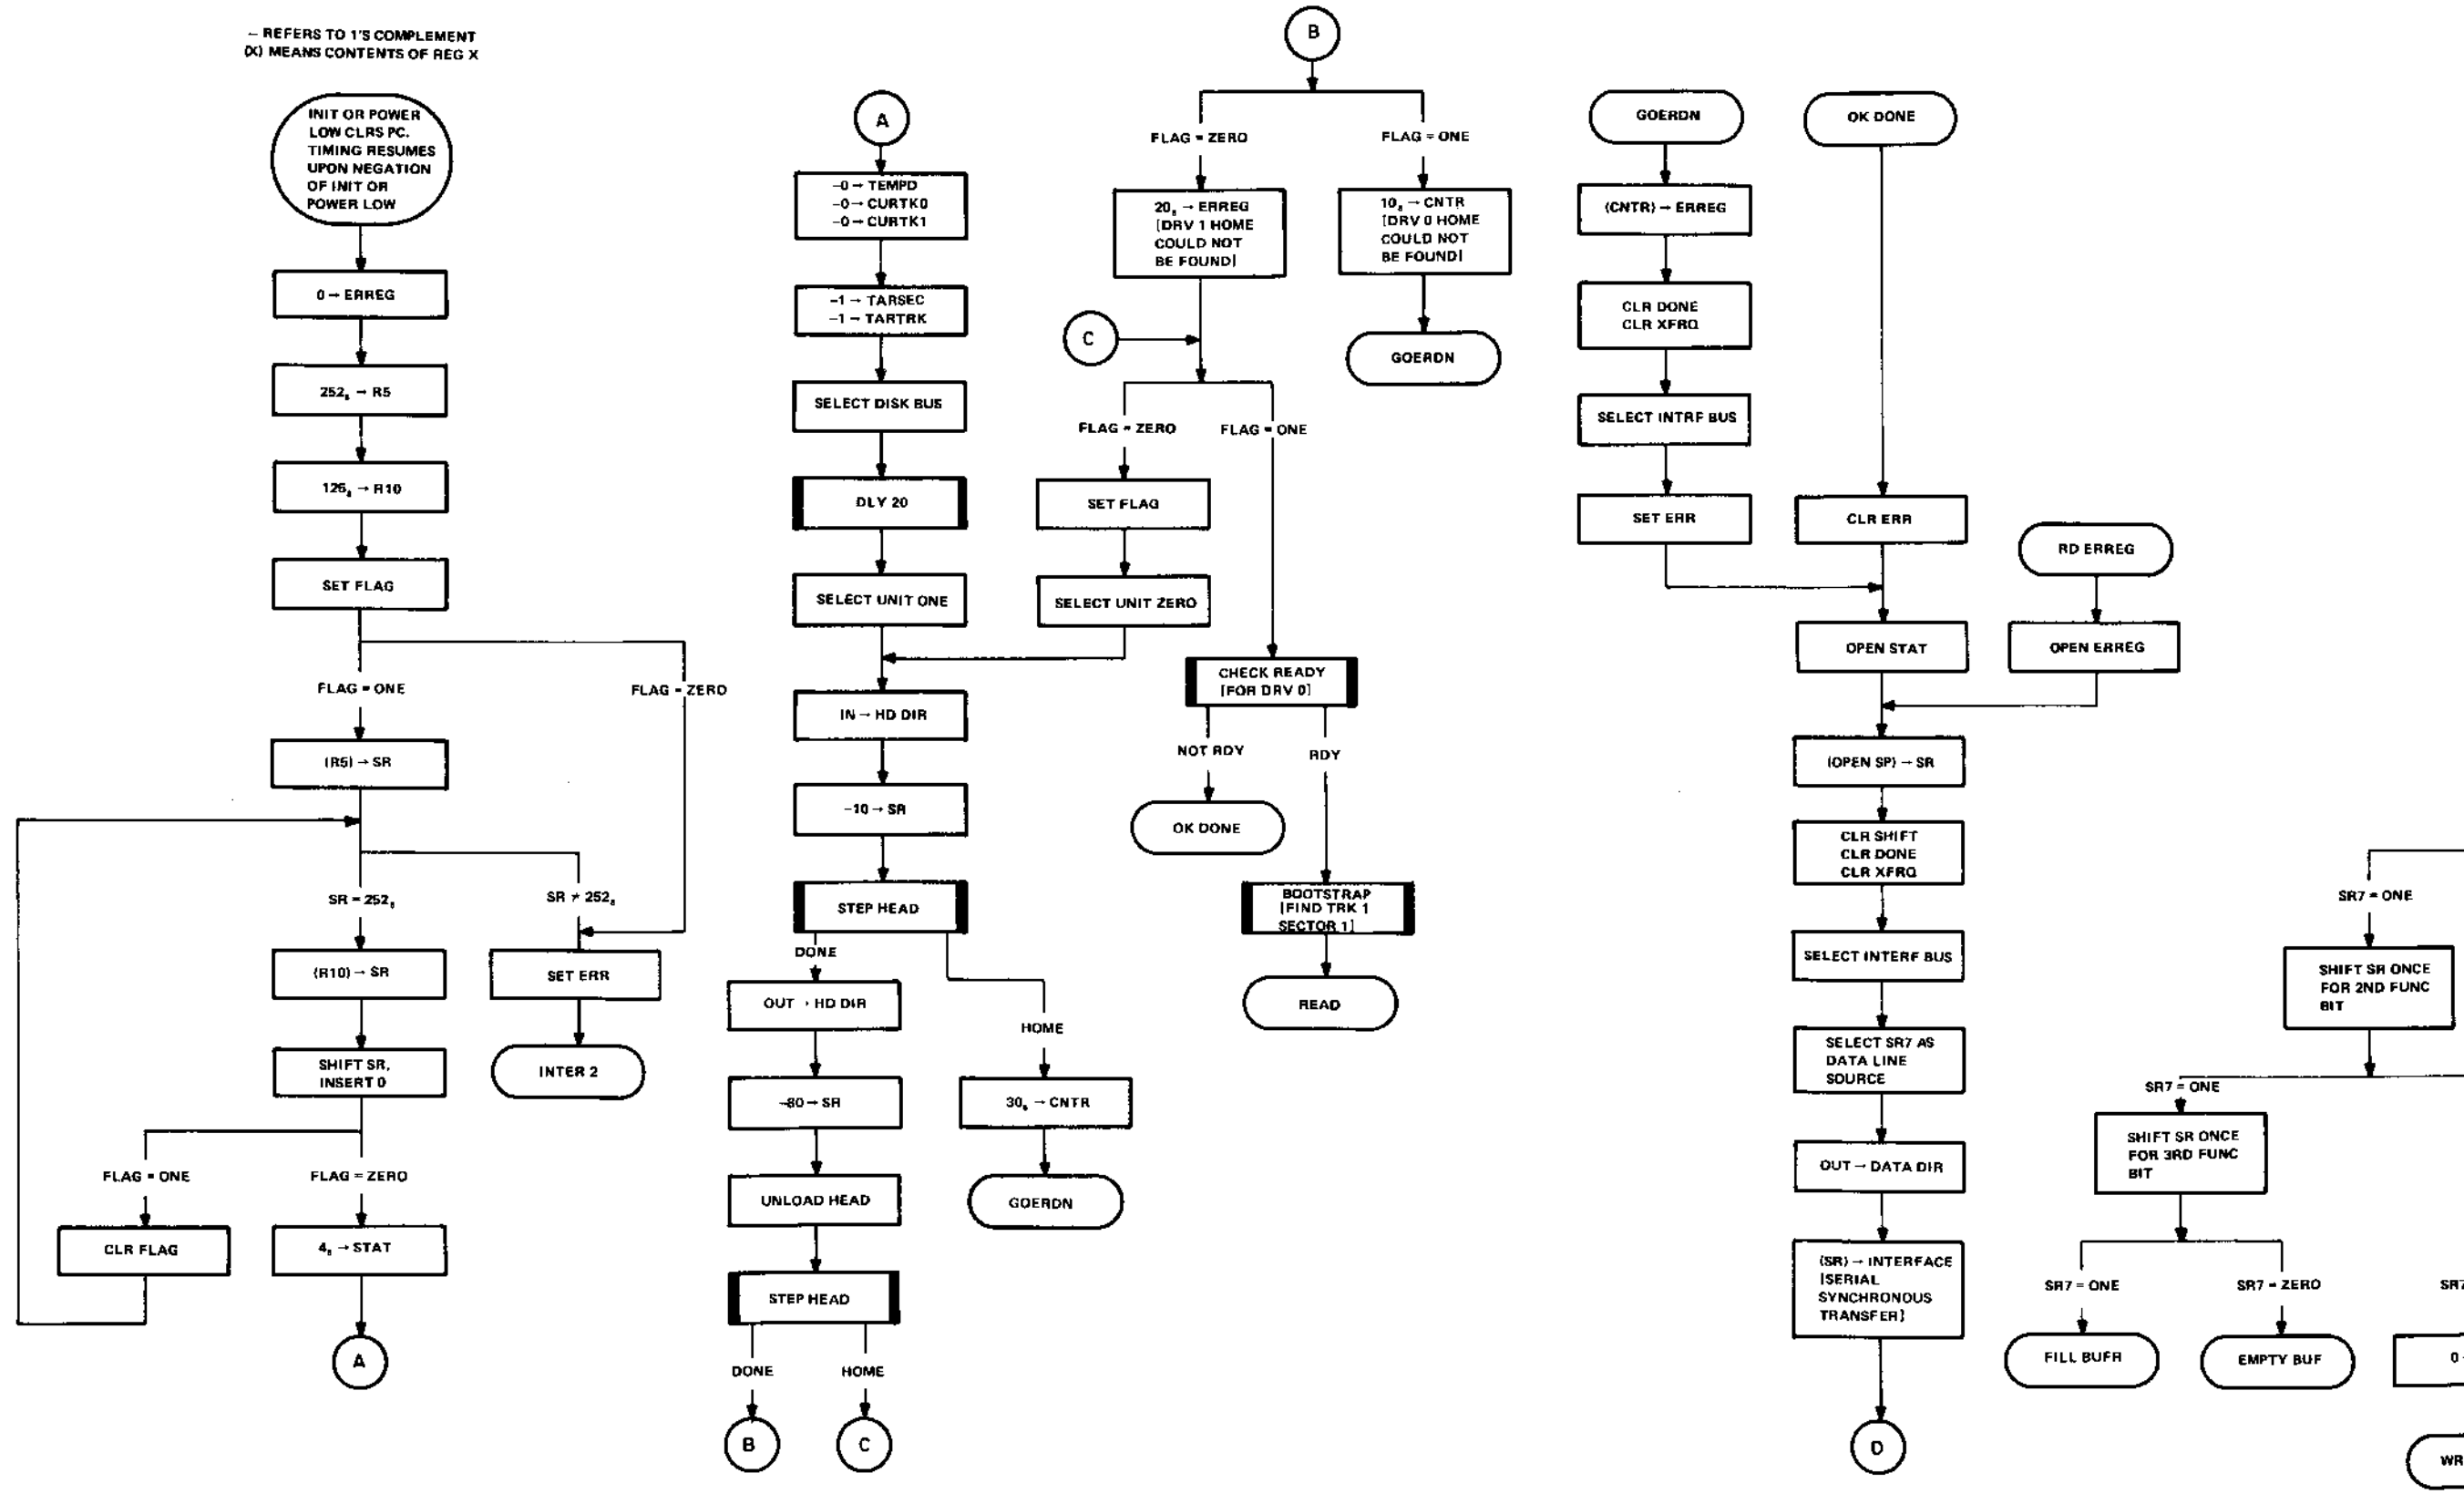 – REFERS TO 1'S COMPLEMENT
(X) MEANS CONTENTS OF REG X
INIT OR POWER
LOW CLRS PC.
TIMING RESUMES
UPON NEGATION
OF INIT OR
POWER LOW
0 → ERREG
252₈ → R5
125₈ → R10
SET FLAG
FLAG = ONE
FLAG = ZERO
(R5) → SR
SR = 252₈
SR ≠ 252₈
(R10) → SR
SET ERR
SHIFT SR,
INSERT 0
INTER 2
FLAG = ONE
FLAG = ZERO
CLR FLAG
4₈ → STAT
A
A
–0 → TEMPD
–0 → CURTK0
–0 → CURTK1
–1 → TARSEC
–1 → TARTRK
SELECT DISK BUS
DLY 20
SELECT UNIT ONE
IN → HD DIR
–10 → SR
STEP HEAD
DONE
HOME
OUT → HD DIR
–80 → SR
30₈ → CNTR
UNLOAD HEAD
GOERDN
STEP HEAD
DONE
HOME
B
C
B
FLAG = ZERO
FLAG = ONE
20₈ → ERREG
[DRV 1 HOME
COULD NOT
BE FOUND]
10₈ → CNTR
[DRV 0 HOME
COULD NOT
BE FOUND]
C
GOERDN
FLAG = ZERO
FLAG = ONE
SET FLAG
SELECT UNIT ZERO
CHECK READY
[FOR DRV 0]
NOT RDY
RDY
OK DONE
BOOTSTRAP
[FIND TRK 1
SECTOR 1]
READ
GOERDN
OK DONE
(CNTR) → ERREG
CLR DONE
CLR XFRQ
SELECT INTRF BUS
SET ERR
CLR ERR
RD ERREG
OPEN STAT
OPEN ERREG
(OPEN SP) → SR
CLR SHIFT
CLR DONE
CLR XFRQ
SELECT INTERF BUS
SELECT SR7 AS
DATA LINE
SOURCE
OUT → DATA DIR
(SR) → INTERFACE
[SERIAL
SYNCHRONOUS
TRANSFER]
D
SR7 = ONE
SHIFT SR ONCE
FOR 2ND FUNC
BIT
SR7 = ONE
SHIFT SR ONCE
FOR 3RD FUNC
BIT
SR7 = ONE
SR7 = ZERO
SR7
FILL BUFR
EMPTY BUF
0
WR